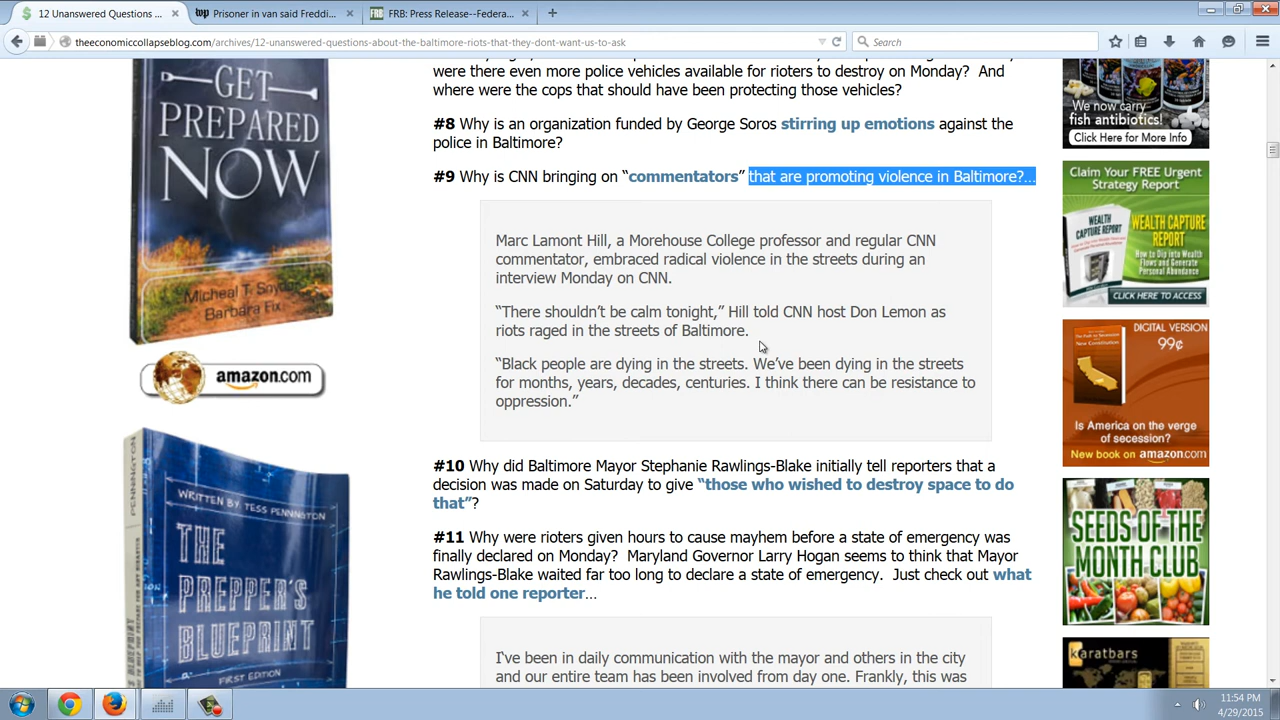 12 Unanswered Questions ...
Prisoner in van said Freddi...
FRB: Press Release--Federa...
theeconomiccollapseblog.com/archives/12-unanswered-questions-about-the-baltimore-riots-that-they-dont-want-us-to-ask
Search
GET
PREPARED
NOW
Micheal T. Snyd
Barbara Fix
amazon.com
WRITTEN BY: TESS PENNINGTON
PENNINGTON
THE
PREPPER'S
BLUEPRINT
FIRST EDITION
were there even more police vehicles available for rioters to destroy on Monday? And
where were the cops that should have been protecting those vehicles?
#8 Why is an organization funded by George Soros stirring up emotions against the
police in Baltimore?
#9 Why is CNN bringing on “commentators” that are promoting violence in Baltimore?…
Marc Lamont Hill, a Morehouse College professor and regular CNN
commentator, embraced radical violence in the streets during an
interview Monday on CNN.
“There shouldn’t be calm tonight,” Hill told CNN host Don Lemon as
riots raged in the streets of Baltimore.
“Black people are dying in the streets. We’ve been dying in the streets
for months, years, decades, centuries. I think there can be resistance to
oppression.”
#10 Why did Baltimore Mayor Stephanie Rawlings-Blake initially tell reporters that a
decision was made on Saturday to give “those who wished to destroy space to do
that”?
#11 Why were rioters given hours to cause mayhem before a state of emergency was
finally declared on Monday? Maryland Governor Larry Hogan seems to think that Mayor
Rawlings-Blake waited far too long to declare a state of emergency. Just check out what
he told one reporter…
I’ve been in daily communication with the mayor and others in the city
and our entire team has been involved from day one. Frankly, this was
We now carry
fish antibiotics!
Click Here for More Info
Claim Your FREE Urgent
Strategy Report
WEALTH
CAPTURE
REPORT
WEALTH
CAPTURE
REPORT
How to Dip into Wealth
Flows and Generate
Personal Abundance
CLICK HERE TO ACCESS
DIGITAL VERSION
99¢
Is America on the verge
of secession?
New book on amazon.com
SEEDS OF THE
MONTH CLUB
karatbars
11:54 PM
4/29/2015